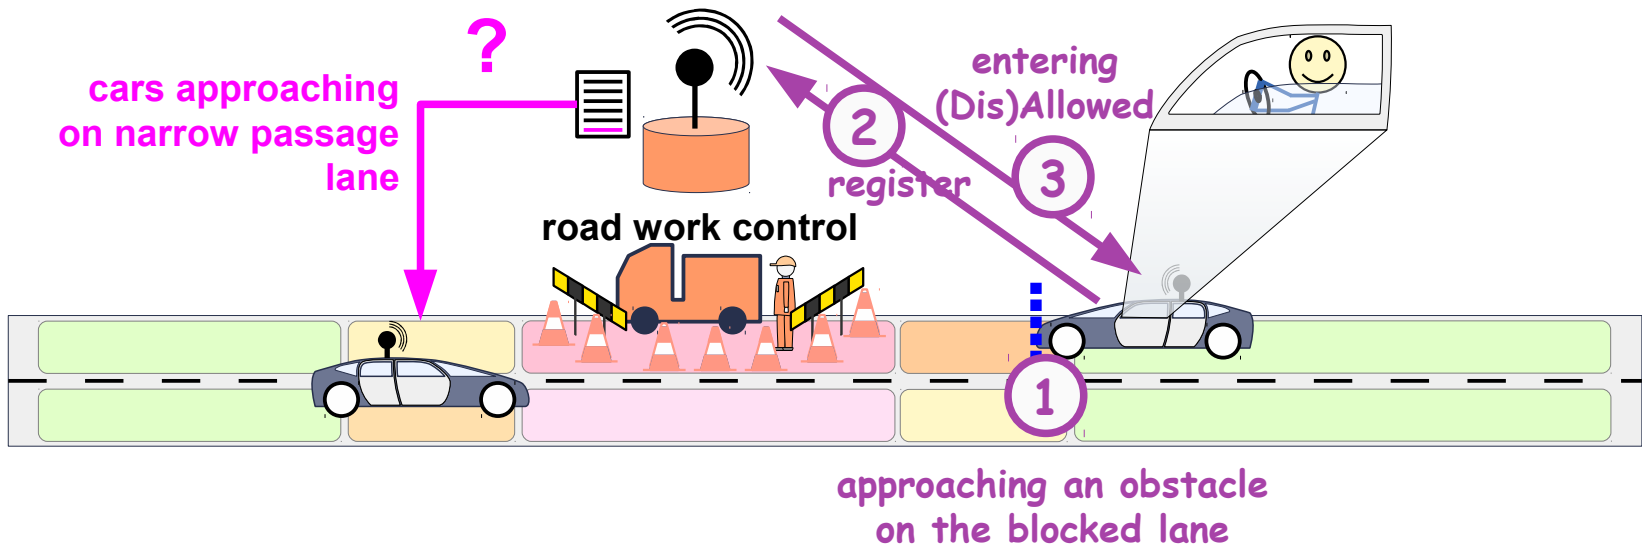 ?
cars approaching
on narrow passage
lane
entering
(Dis)Allowed
2
3
register
road work control
1
approaching an obstacle
on the blocked lane